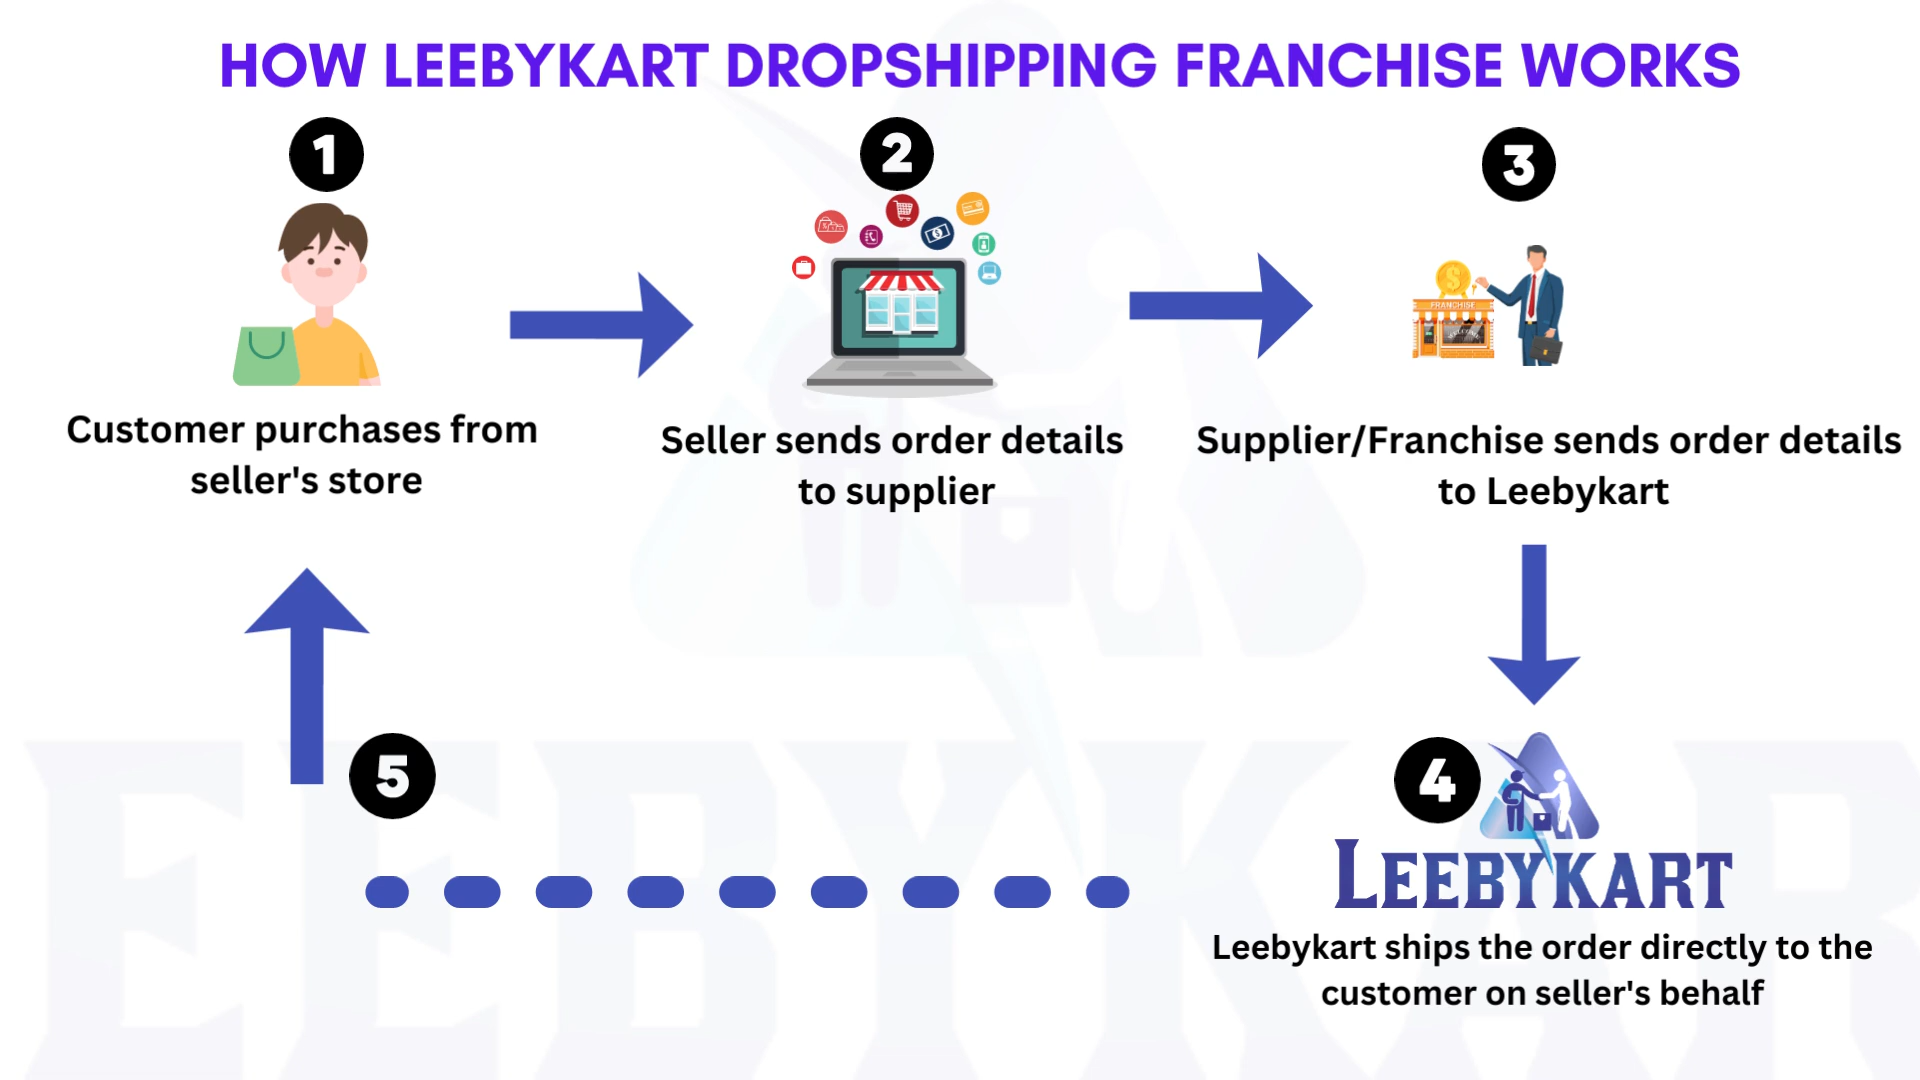 HOW LEEBYKART DROPSHIPPING FRANCHISE WORKS
1
2
3
Customer purchases from
seller's store
Seller sends order details
to supplier
FRANCHISE
WELCOME
Supplier/Franchise sends order details
to Leebykart
5
4
LEEBYKART
Leebykart ships the order directly to the
customer on seller's behalf
EEBYKAR